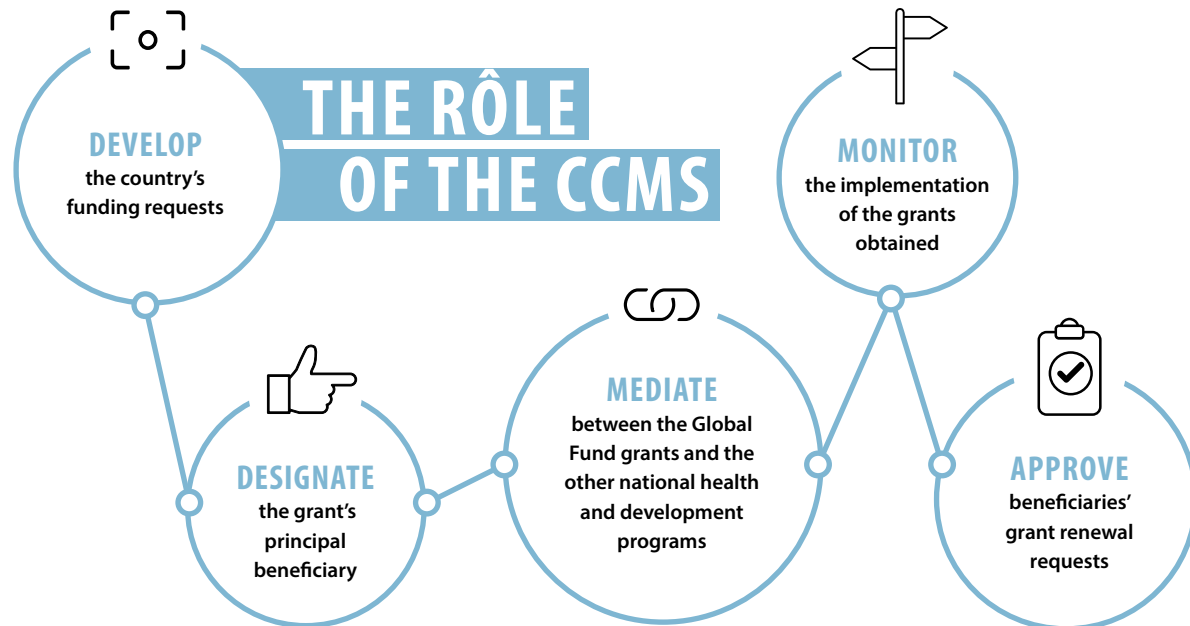 THE RÔLE
OF THE CCMS
DEVELOP
the country's
funding requests
DESIGNATE
the grant's
principal
beneficiary
MEDIATE
between the Global
Fund grants and the
other national health
and development
programs
MONITOR
the implementation
of the grants
obtained
APPROVE
beneficiaries'
grant renewal
requests